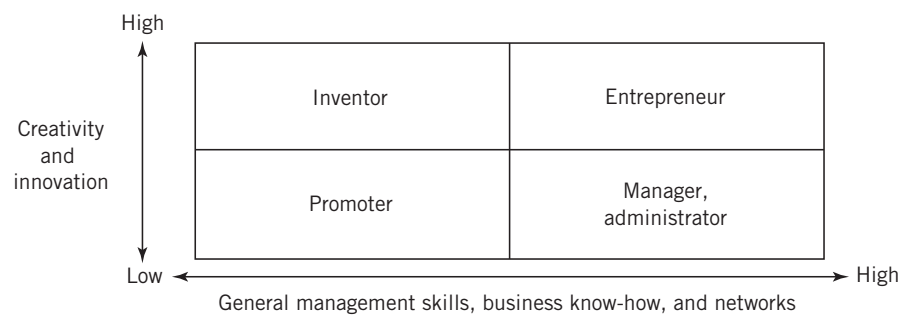 High
Inventor
Entrepreneur
Creativity
and
innovation
Promoter
Manager,
administrator
Low
High
General management skills, business know-how, and networks